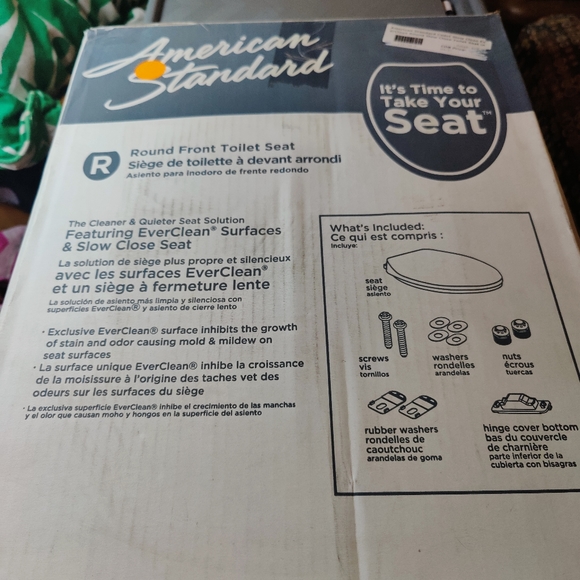 American
Standard
It's Time to
Take Your
Seat™
R
Round Front Toilet Seat
Siège de toilette à devant arrondi
Asiento para inodoro de frente redondo
The Cleaner & Quieter Seat Solution
Featuring EverClean® Surfaces
& Slow Close Seat
La solution de siège plus propre et silencieux
avec les surfaces EverClean®
et un siège à fermeture lente
La solución de asiento más limpia y silenciosa con
superficies EverClean® y asiento de cierre lento
· Exclusive EverClean® surface inhibits the growth
of stain and odor causing mold & mildew on
seat surfaces
· La surface unique EverClean® inhibe la croissance
de la moisissure à l'origine des taches vet des
odeurs sur les surfaces du siège
· La exclusiva superficie EverClean® inhibe el crecimiento de las manchas
y el olor que causan moho y hongos en la superficie del asiento
What's Included:
Ce qui est compris :
Incluye:
seat
siège
asiento
screws
vis
tornillos
washers
rondelles
arandelas
nuts
écrous
tuercas
rubber washers
rondelles de
caoutchouc
arandelas de goma
hinge cover bottom
bas du couvercle
de charnière
parte inferior de la
cubierta con bisagras